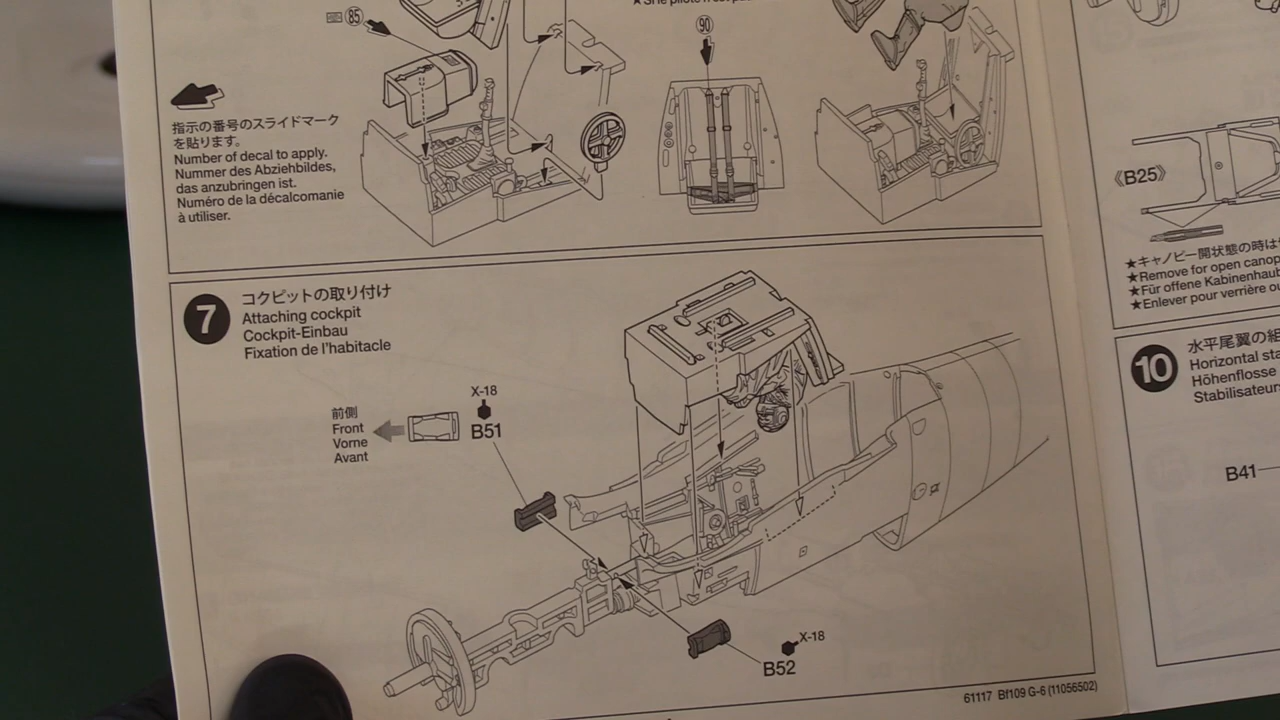 85
90
指示の番号のスライドマーク
を貼ります。
Number of decal to apply.
Nummer des Abziehbildes,
das anzubringen ist.
Numéro de la décalcomanie
à utiliser.
7
コクピットの取り付け
Attaching cockpit
Cockpit-Einbau
Fixation de l'habitacle
前側
Front
Vorne
Avant
X-18
B51
X-18
B52
61117 Bf109 G-6 (11056502)
《B25》
★キャノピー開状態の時は
★Remove for open canop
★Für offene Kabinenhaub
★Enlever pour verrière ou
10
水平尾翼の組
Horizontal sta
Höhenflosse
Stabilisateur
B41